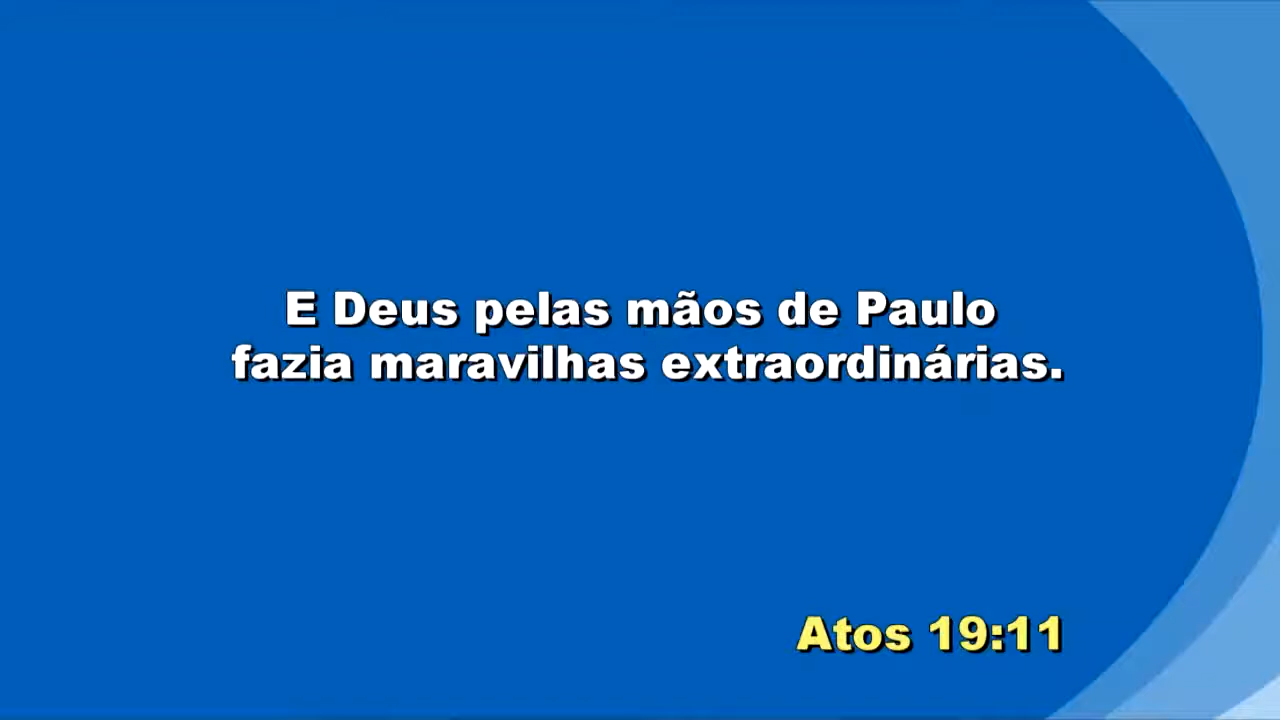 E Deus pelas mãos de Paulo
fazia maravilhas extraordinárias.
Atos 19:11